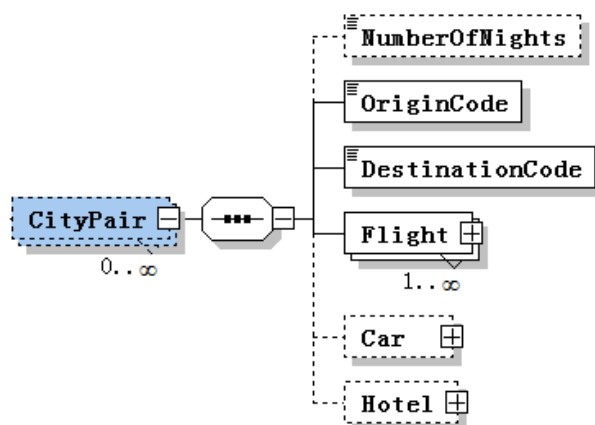 NumberOfNights
OriginCode
DestinationCode
CityPair
0..∞
Flight
1..∞
Car
Hotel